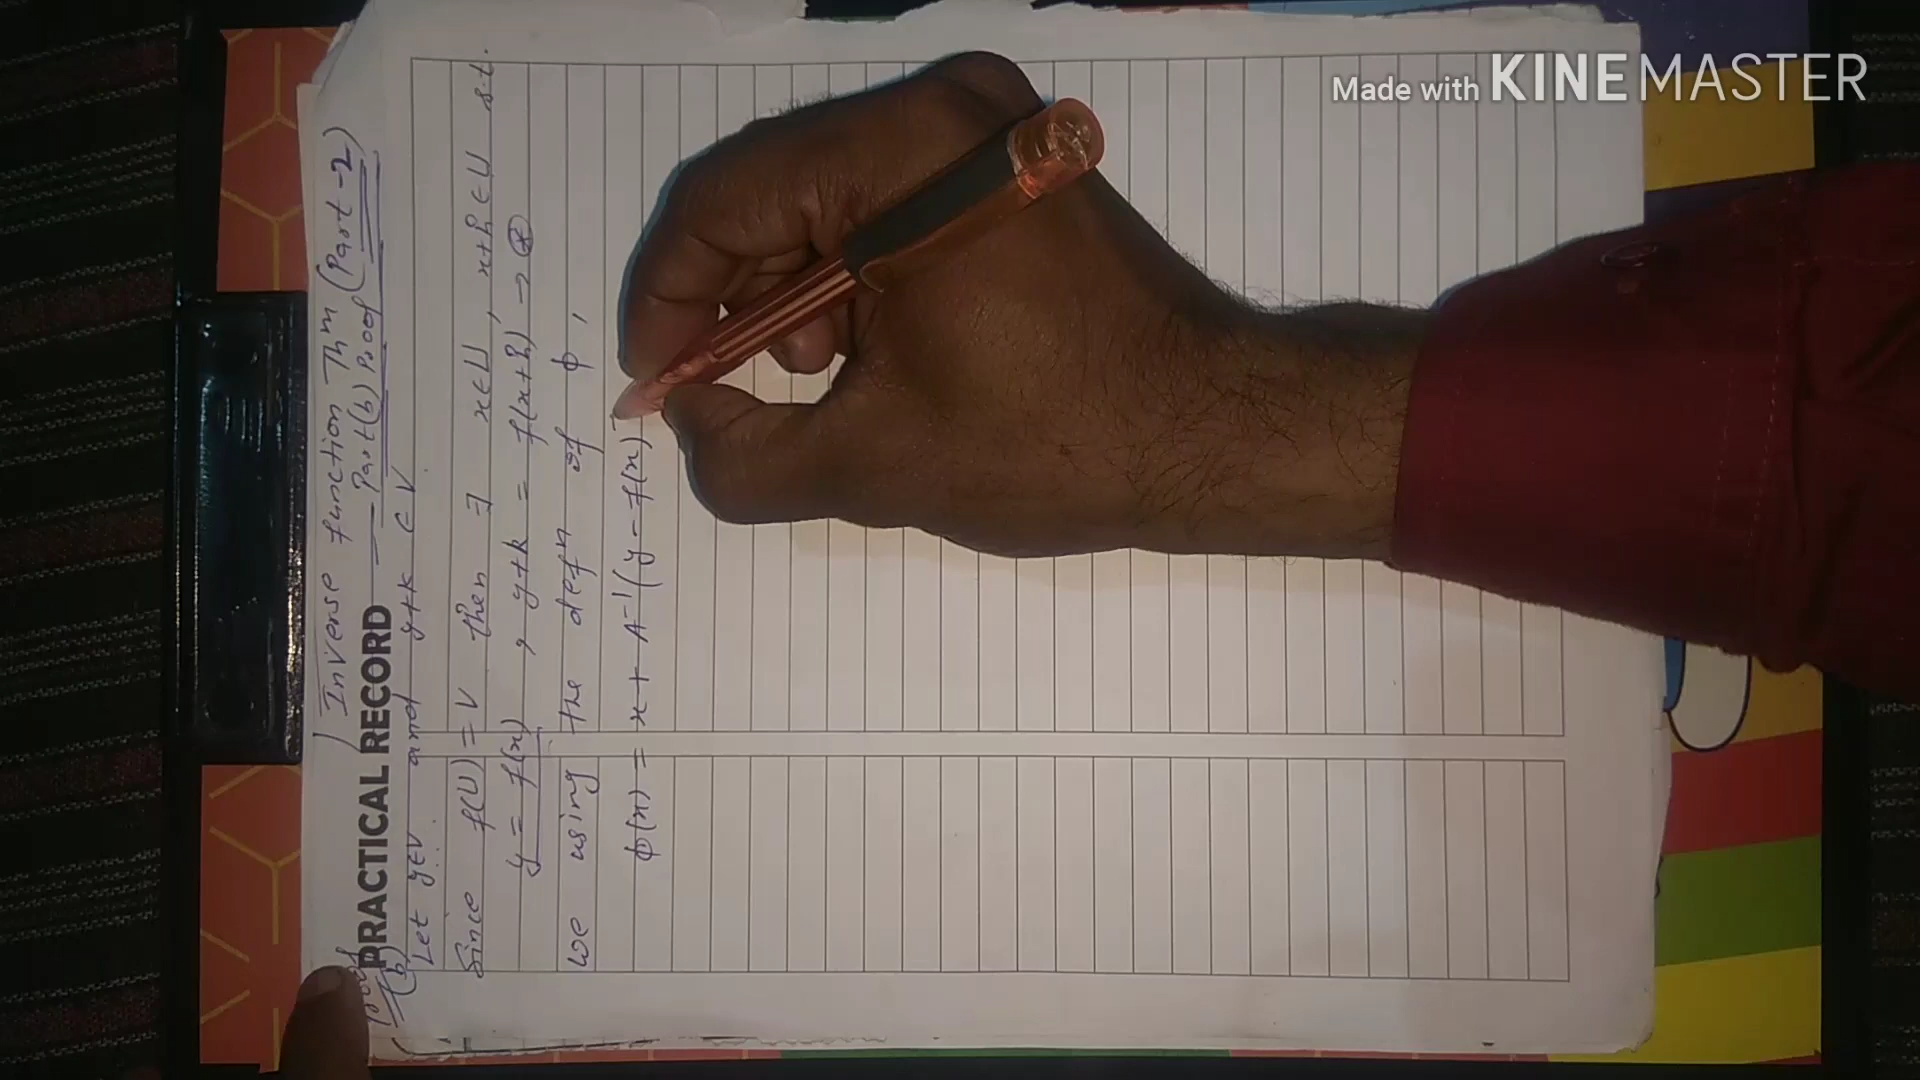 Made with KINEMASTER
Inverse function Thm (Part-2)
Part(b) Proof
PRACTICAL RECORD
Proof
(b)
Let y∈V and y+k ∈ V
Since f(U) = V then ∃ x∈U, x+h∈U s.t.
y = f(x), y+k = f(x+h) → ⊛
we using the defn of φ,
φ(x) = x + A⁻¹(y - f(x)